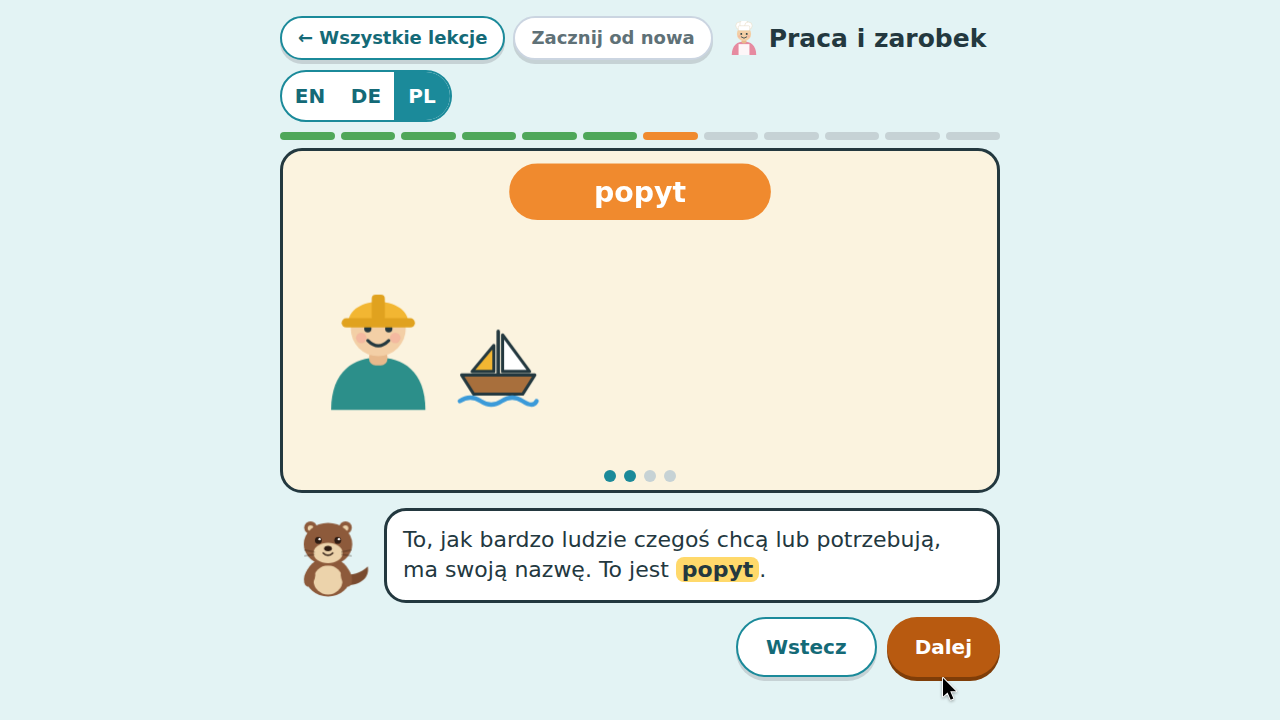 ← Wszystkie lekcje
Zacznij od nowa
Praca i zarobek
EN DE PL
popyt
To, jak bardzo ludzie czegoś chcą lub potrzebują,
ma swoją nazwę. To jest popyt.
Wstecz
Dalej